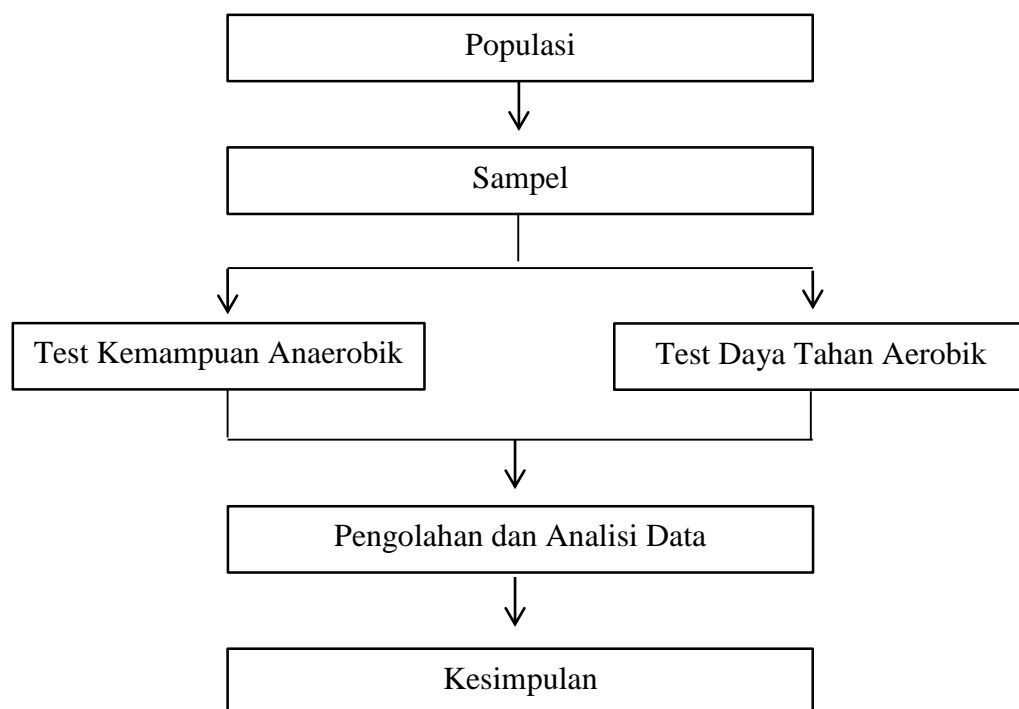 Populasi
Sampel
Test Kemampuan Anaerobik
Test Daya Tahan Aerobik
Pengolahan dan Analisi Data
Kesimpulan